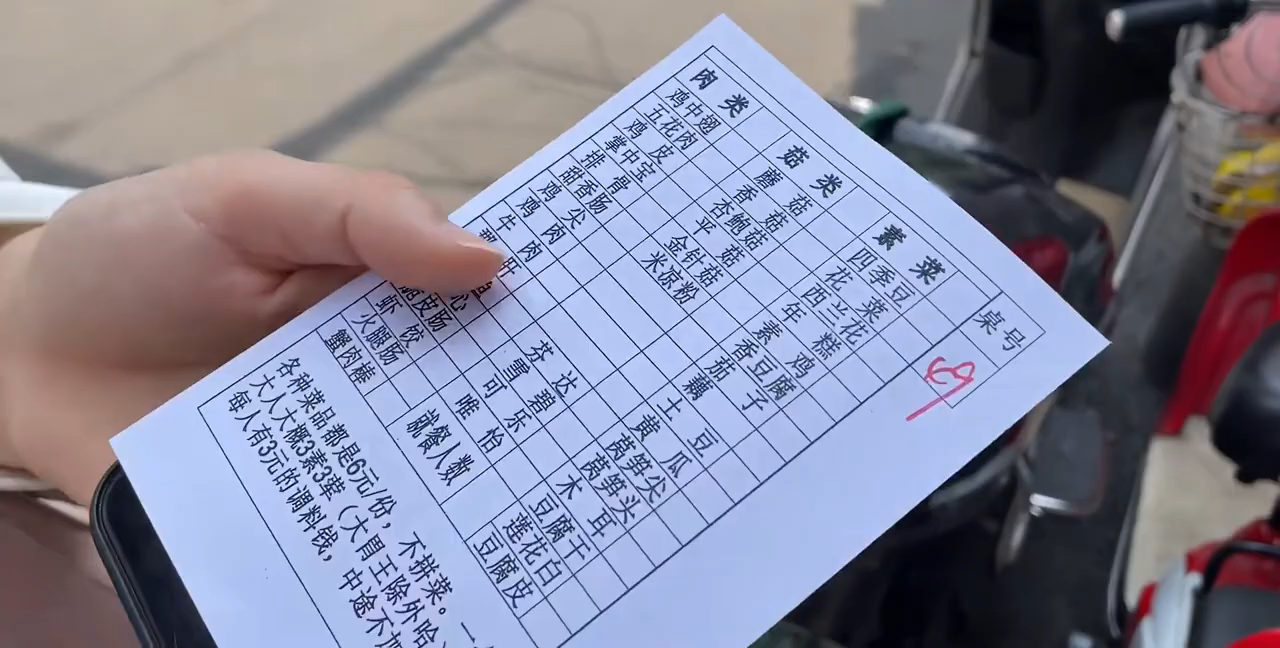 肉类
鸡中翅
五花肉
鸡皮
掌中宝
排骨
甜香肠
鸡尖
鸡肉
牛肉
心
脆皮肠
虾饺
火腿肠
蟹肉棒
菇类
蘑菇
香菇
杏鲍菇
平菇
金针菇
米凉粉
芬达
雪碧
可乐
唯怡
就餐人数
素菜
四季豆
花菜
西兰花
年糕
素鸡
香豆腐
茄子
藕
土豆
黄瓜
莴笋尖
莴笋头
木耳
豆腐干
莲花白
豆腐皮
桌号
各种菜品都是6元/份，不拼菜。一
大人大概3素3荤（大胃王除外哈
每人有3元的调料钱，中途不加